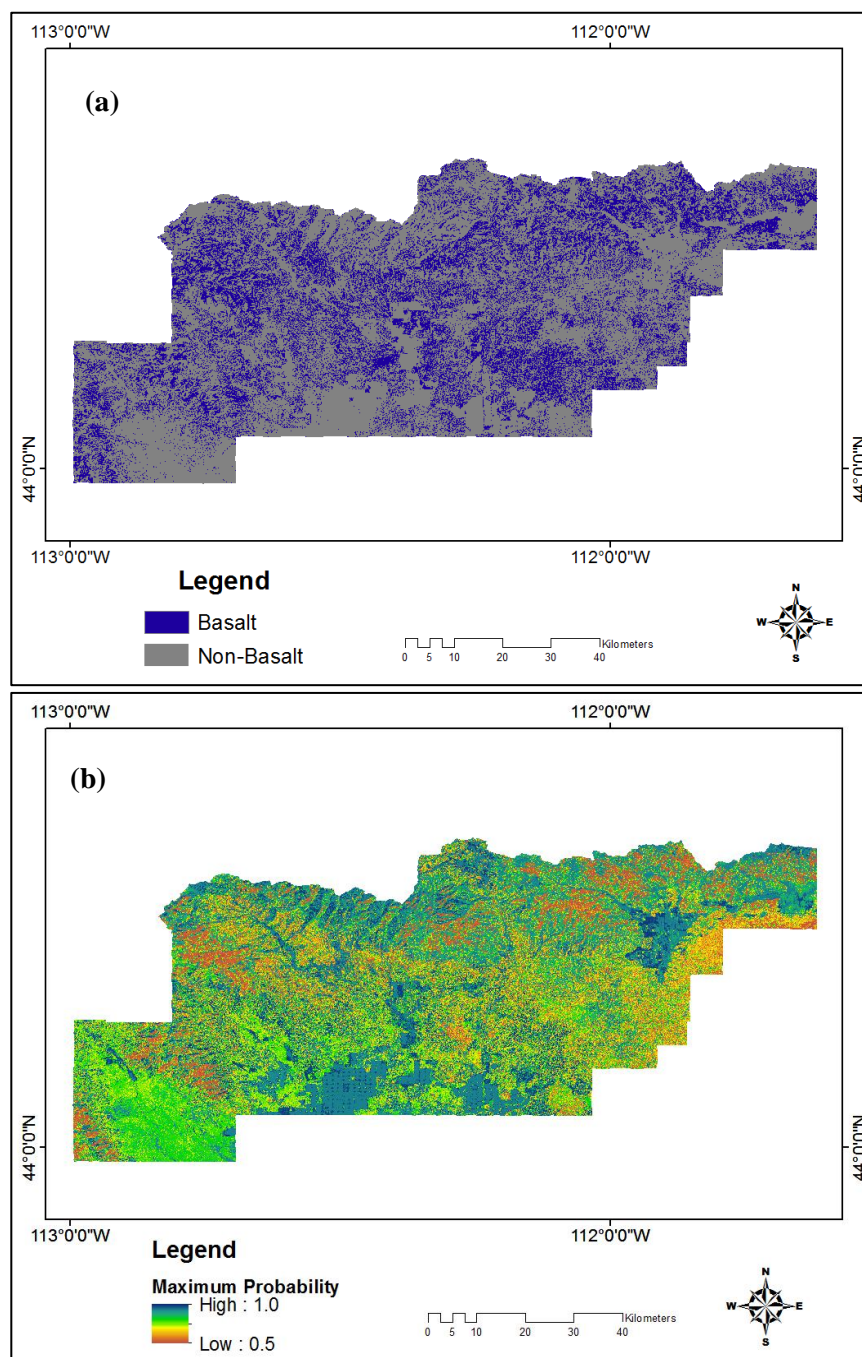 113°0'0"W 112°0'0"W
(a)
44°0'0"N 44°0'0"N
113°0'0"W 112°0'0"W
Legend
Basalt
Non-Basalt
Kilometers
0 5 10 20 30 40
N
W E
S
113°0'0"W 112°0'0"W
(b)
44°0'0"N 44°0'0"N
113°0'0"W 112°0'0"W
Legend
Maximum Probability
High : 1.0
Low : 0.5
Kilometers
0 5 10 20 30 40
N
W E
S